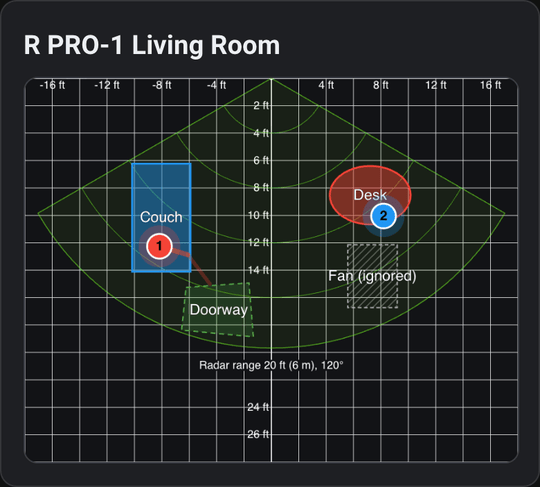 R PRO-1 Living Room
-16 ft -12 ft -8 ft -4 ft 4 ft 8 ft 12 ft 16 ft
2 ft
4 ft
6 ft
8 ft
Desk
10 ft
Couch
2
12 ft
1
14 ft
Fan (ignored)
Doorway
Radar range 20 ft (6 m), 120°
24 ft
26 ft